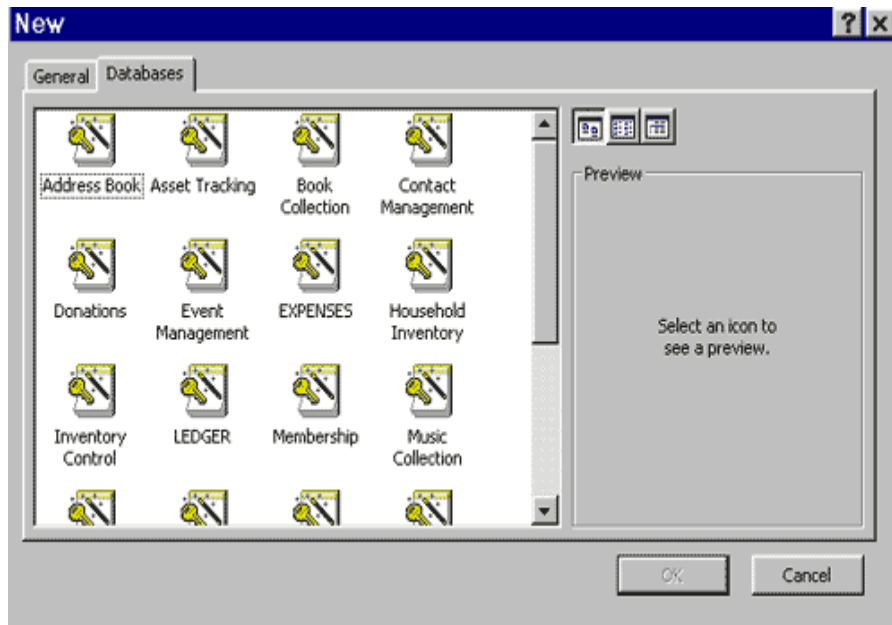 New
General Databases
Address Book Asset Tracking Book Collection Contact Management
Donations Event Management EXPENSES Household Inventory
Inventory Control LEDGER Membership Music Collection
Preview
Select an icon to
see a preview.
OK Cancel